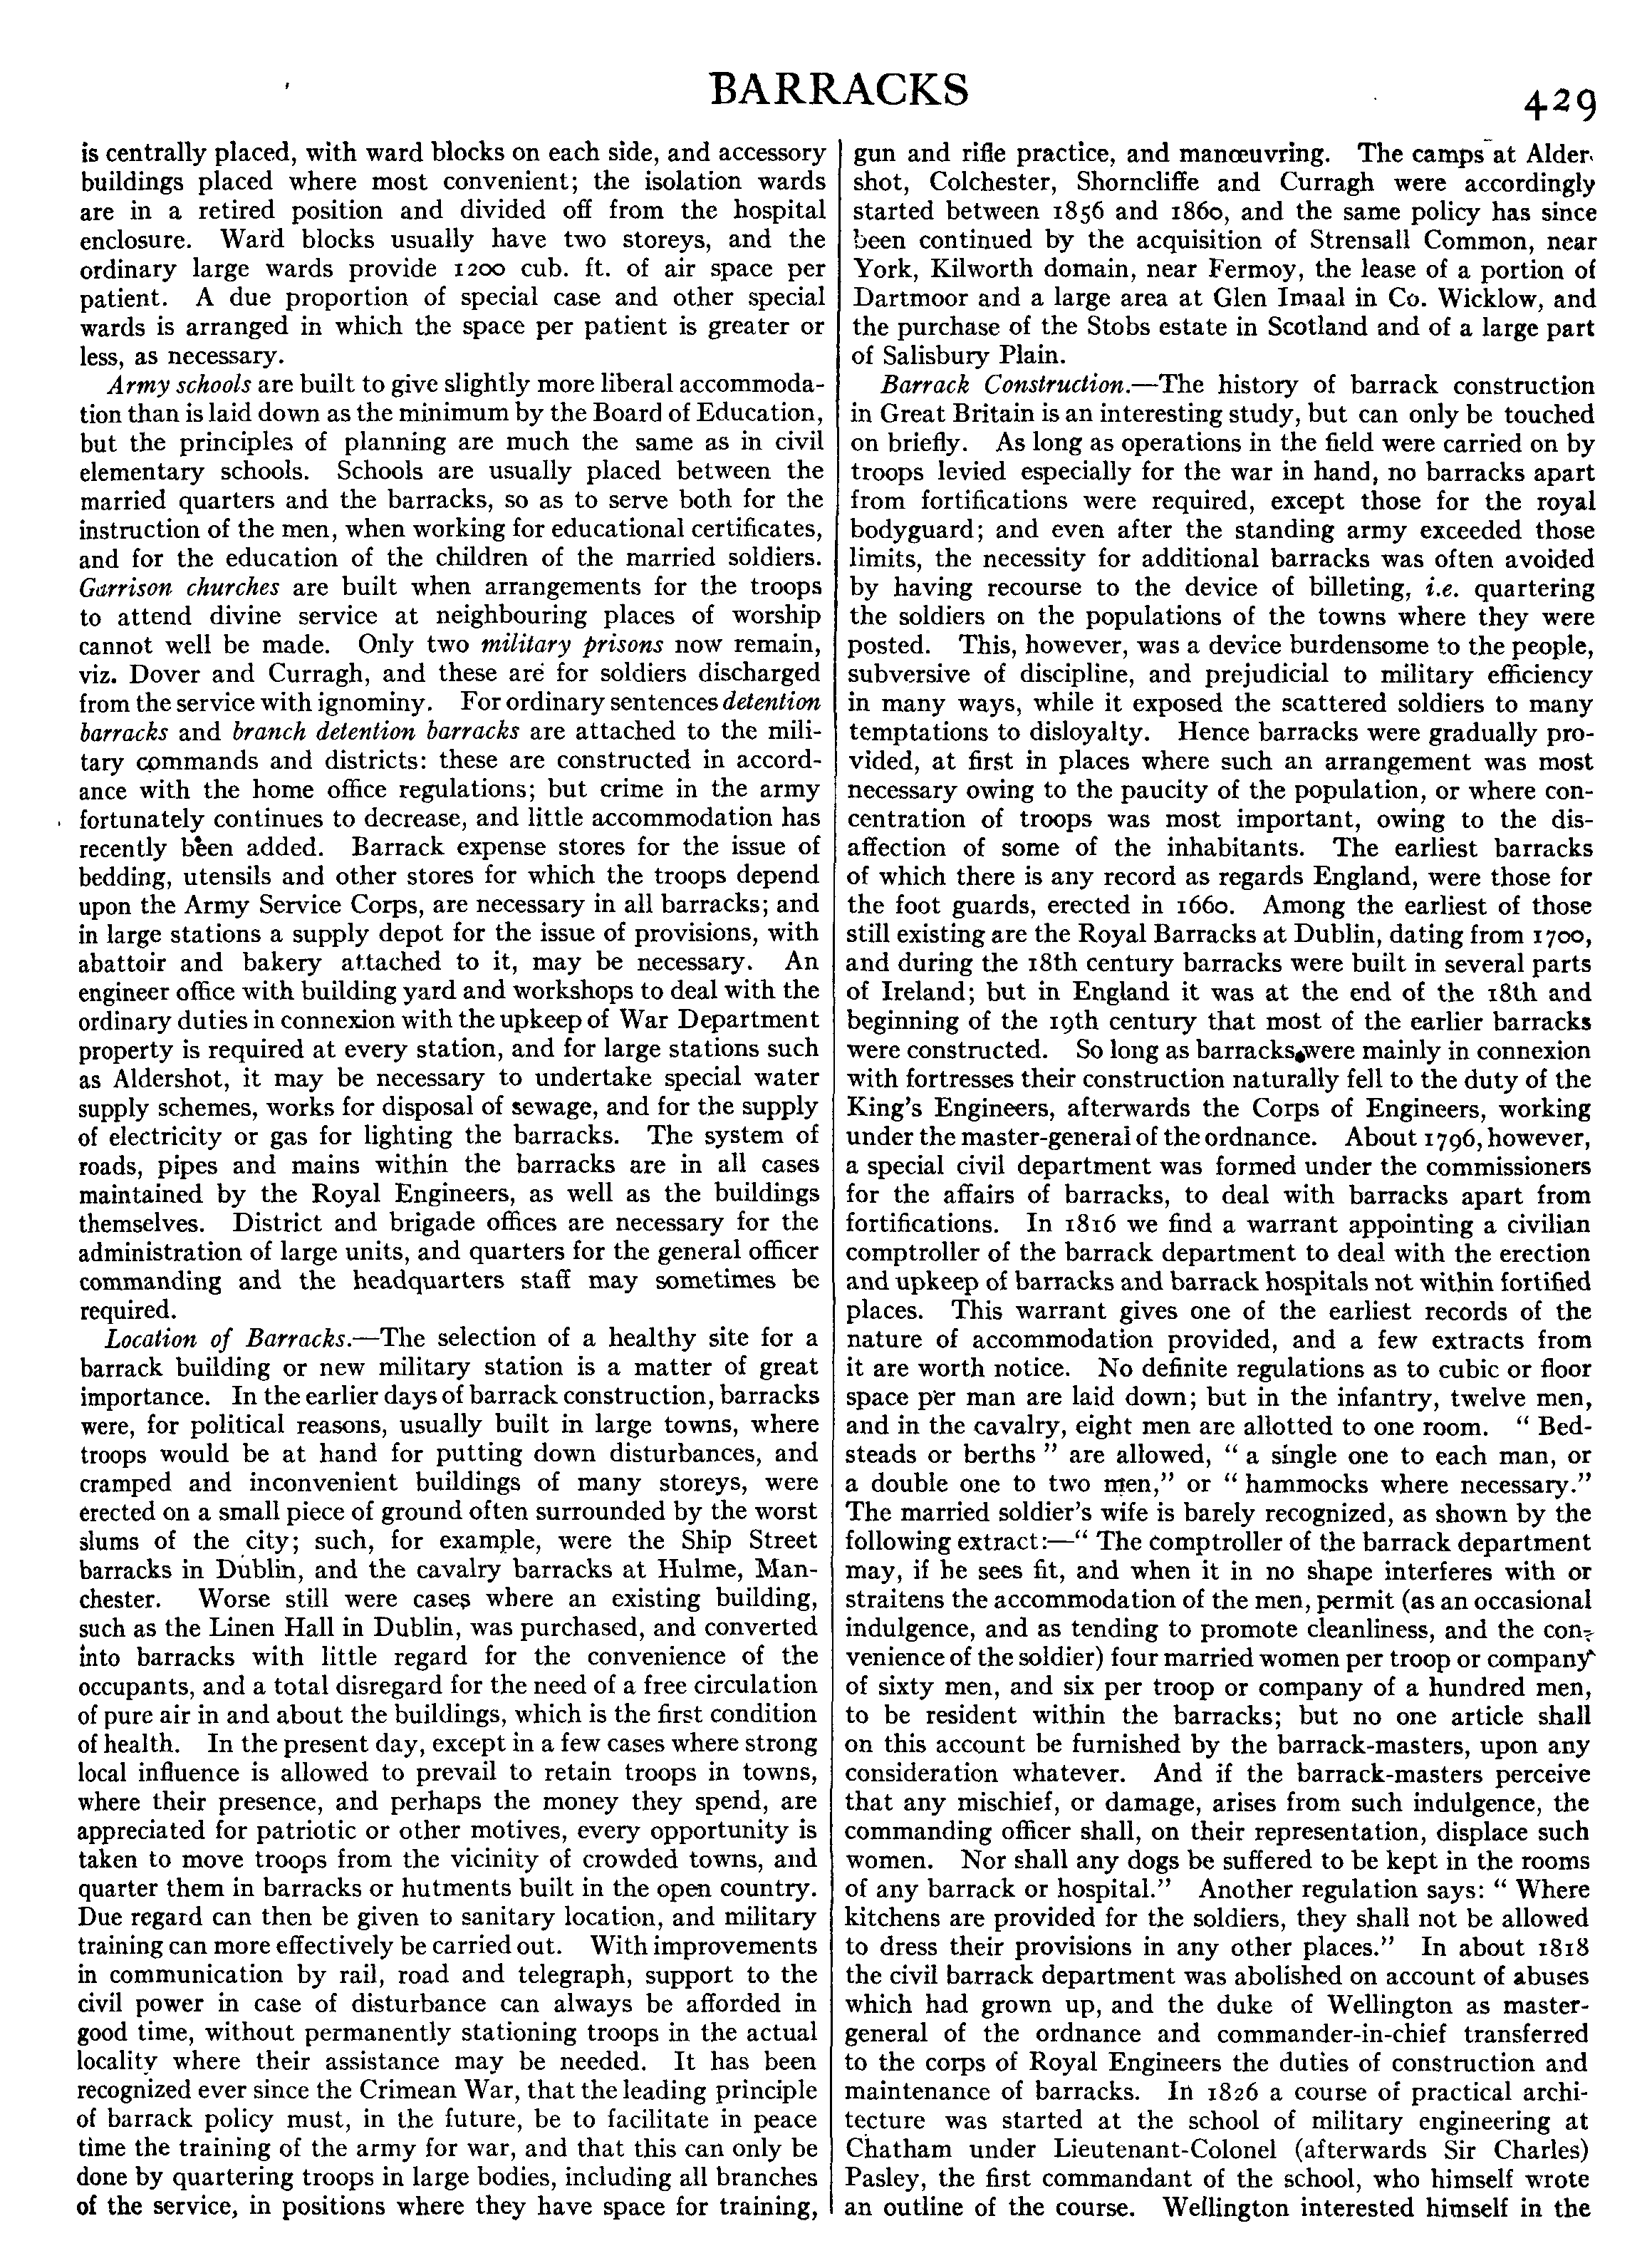 BARRACKS
429
is centrally placed, with ward blocks on each side, and accessory
buildings placed where most convenient; the isolation wards
are in a retired position and divided off from the hospital
enclosure. Ward blocks usually have two storeys, and the
ordinary large wards provide 1200 cub. ft. of air space per
patient. A due proportion of special case and other special
wards is arranged in which the space per patient is greater or
less, as necessary.
Army schools are built to give slightly more liberal accommoda-
tion than is laid down as the minimum by the Board of Education,
but the principles of planning are much the same as in civil
elementary schools. Schools are usually placed between the
married quarters and the barracks, so as to serve both for the
instruction of the men, when working for educational certificates,
and for the education of the children of the married soldiers.
Garrison churches are built when arrangements for the troops
to attend divine service at neighbouring places of worship
cannot well be made. Only two military prisons now remain,
viz. Dover and Curragh, and these are for soldiers discharged
from the service with ignominy. For ordinary sentences detention
barracks and branch detention barracks are attached to the mili-
tary commands and districts: these are constructed in accord-
ance with the home office regulations; but crime in the army
fortunately continues to decrease, and little accommodation has
recently been added. Barrack expense stores for the issue of
bedding, utensils and other stores for which the troops depend
upon the Army Service Corps, are necessary in all barracks; and
in large stations a supply depot for the issue of provisions, with
abattoir and bakery attached to it, may be necessary. An
engineer office with building yard and workshops to deal with the
ordinary duties in connexion with the upkeep of War Department
property is required at every station, and for large stations such
as Aldershot, it may be necessary to undertake special water
supply schemes, works for disposal of sewage, and for the supply
of electricity or gas for lighting the barracks. The system of
roads, pipes and mains within the barracks are in all cases
maintained by the Royal Engineers, as well as the buildings
themselves. District and brigade offices are necessary for the
administration of large units, and quarters for the general officer
commanding and the headquarters staff may sometimes be
required.
Location of Barracks.—The selection of a healthy site for a
barrack building or new military station is a matter of great
importance. In the earlier days of barrack construction, barracks
were, for political reasons, usually built in large towns, where
troops would be at hand for putting down disturbances, and
cramped and inconvenient buildings of many storeys, were
erected on a small piece of ground often surrounded by the worst
slums of the city; such, for example, were the Ship Street
barracks in Dublin, and the cavalry barracks at Hulme, Man-
chester. Worse still were cases where an existing building,
such as the Linen Hall in Dublin, was purchased, and converted
into barracks with little regard for the convenience of the
occupants, and a total disregard for the need of a free circulation
of pure air in and about the buildings, which is the first condition
of health. In the present day, except in a few cases where strong
local influence is allowed to prevail to retain troops in towns,
where their presence, and perhaps the money they spend, are
appreciated for patriotic or other motives, every opportunity is
taken to move troops from the vicinity of crowded towns, and
quarter them in barracks or hutments built in the open country.
Due regard can then be given to sanitary location, and military
training can more effectively be carried out. With improvements
in communication by rail, road and telegraph, support to the
civil power in case of disturbance can always be afforded in
good time, without permanently stationing troops in the actual
locality where their assistance may be needed. It has been
recognized ever since the Crimean War, that the leading principle
of barrack policy must, in the future, be to facilitate in peace
time the training of the army for war, and that this can only be
done by quartering troops in large bodies, including all branches
of the service, in positions where they have space for training,
gun and rifle practice, and manœuvring. The camps at Alder-
shot, Colchester, Shorncliffe and Curragh were accordingly
started between 1856 and 1860, and the same policy has since
been continued by the acquisition of Strensall Common, near
York, Kilworth domain, near Fermoy, the lease of a portion of
Dartmoor and a large area at Glen Imaal in Co. Wicklow, and
the purchase of the Stobs estate in Scotland and of a large part
of Salisbury Plain.
Barrack Construction.—The history of barrack construction
in Great Britain is an interesting study, but can only be touched
on briefly. As long as operations in the field were carried on by
troops levied especially for the war in hand, no barracks apart
from fortifications were required, except those for the royal
bodyguard; and even after the standing army exceeded those
limits, the necessity for additional barracks was often avoided
by having recourse to the device of billeting, i.e. quartering
the soldiers on the populations of the towns where they were
posted. This, however, was a device burdensome to the people,
subversive of discipline, and prejudicial to military efficiency
in many ways, while it exposed the scattered soldiers to many
temptations to disloyalty. Hence barracks were gradually pro-
vided, at first in places where such an arrangement was most
necessary owing to the paucity of the population, or where con-
centration of troops was most important, owing to the dis-
affection of some of the inhabitants. The earliest barracks
of which there is any record as regards England, were those for
the foot guards, erected in 1660. Among the earliest of those
still existing are the Royal Barracks at Dublin, dating from 1700,
and during the 18th century barracks were built in several parts
of Ireland; but in England it was at the end of the 18th and
beginning of the 19th century that most of the earlier barracks
were constructed. So long as barracks were mainly in connexion
with fortresses their construction naturally fell to the duty of the
King's Engineers, afterwards the Corps of Engineers, working
under the master-general of the ordnance. About 1796, however,
a special civil department was formed under the commissioners
for the affairs of barracks, to deal with barracks apart from
fortifications. In 1816 we find a warrant appointing a civilian
comptroller of the barrack department to deal with the erection
and upkeep of barracks and barrack hospitals not within fortified
places. This warrant gives one of the earliest records of the
nature of accommodation provided, and a few extracts from
it are worth notice. No definite regulations as to cubic or floor
space per man are laid down; but in the infantry, twelve men,
and in the cavalry, eight men are allotted to one room. " Bed-
steads or berths " are allowed, " a single one to each man, or
a double one to two men," or " hammocks where necessary."
The married soldier's wife is barely recognized, as shown by the
following extract:—" The comptroller of the barrack department
may, if he sees fit, and when it in no shape interferes with or
straitens the accommodation of the men, permit (as an occasional
indulgence, and as tending to promote cleanliness, and the con-
venience of the soldier) four married women per troop or company
of sixty men, and six per troop or company of a hundred men,
to be resident within the barracks; but no one article shall
on this account be furnished by the barrack-masters, upon any
consideration whatever. And if the barrack-masters perceive
that any mischief, or damage, arises from such indulgence, the
commanding officer shall, on their representation, displace such
women. Nor shall any dogs be suffered to be kept in the rooms
of any barrack or hospital." Another regulation says: " Where
kitchens are provided for the soldiers, they shall not be allowed
to dress their provisions in any other places." In about 1818
the civil barrack department was abolished on account of abuses
which had grown up, and the duke of Wellington as master-
general of the ordnance and commander-in-chief transferred
to the corps of Royal Engineers the duties of construction and
maintenance of barracks. In 1826 a course of practical archi-
tecture was started at the school of military engineering at
Chatham under Lieutenant-Colonel (afterwards Sir Charles)
Pasley, the first commandant of the school, who himself wrote
an outline of the course. Wellington interested himself in the